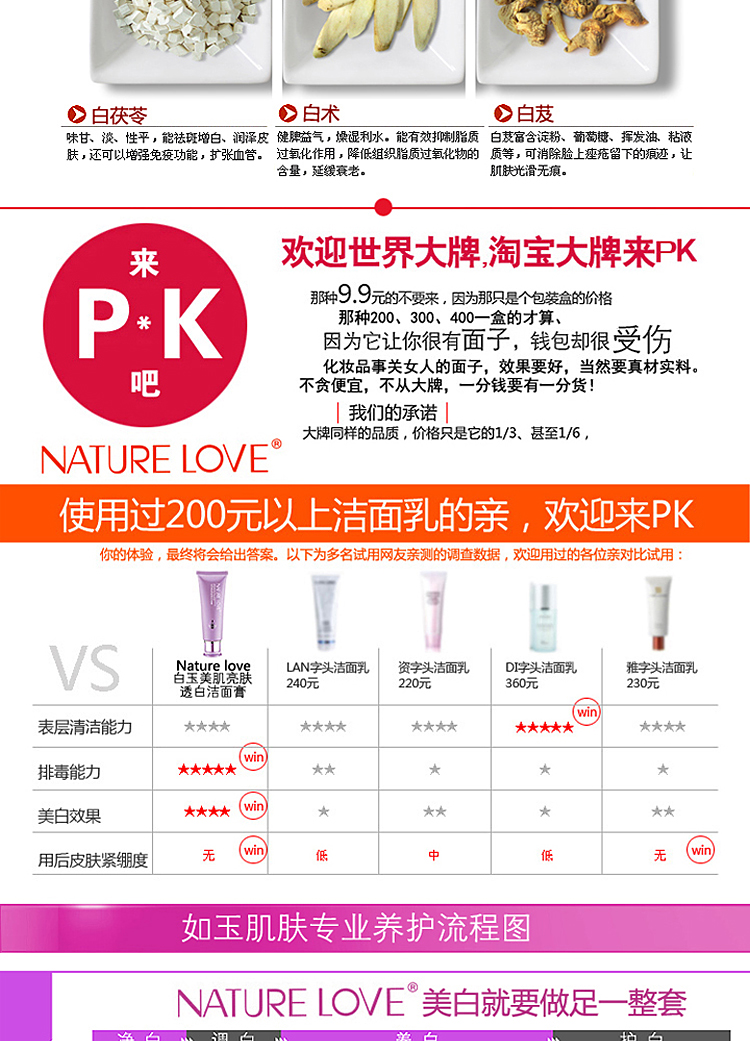 白茯苓
味甘、淡、性平，能祛斑增白、润泽皮
肤，还可以增强免疫功能，扩张血管。
白术
健脾益气，燥湿利水。能有效抑制脂质
过氧化作用，降低组织脂质过氧化物的
含量，延缓衰老。
白芨
白芨富含淀粉、葡萄糖、挥发油、粘液
质等，可消除脸上痤疮留下的痕迹，让
肌肤光滑无痕。
来
P*K
吧
NATURE LOVE®
欢迎世界大牌,淘宝大牌来PK
那种9.9元的不要来，因为那只是个包装盒的价格
那种200、300、400一盒的才算、
因为它让你很有面子，钱包却很受伤
化妆品事关女人的面子，效果要好，当然要真材实料。
不贪便宜，不从大牌，一分钱要有一分货！
| 我们的承诺 |
大牌同样的品质，价格只是它的1/3、甚至1/6，
使用过200元以上洁面乳的亲，欢迎来PK
你的体验，最终将会给出答案。以下为多名试用网友亲测的调查数据，欢迎用过的各位亲对比试用：
VS
Nature love
白玉美肌亮肤
透白洁面膏
LAN字头洁面乳
240元
资字头洁面乳
220元
DI字头洁面乳
360元
雅字头洁面乳
230元
表层清洁能力 ★★★★ ★★★★ ★★★★ ★★★★★ win ★★★★
排毒能力 ★★★★★ win ★★ ★ ★ ★
美白效果 ★★★★ win ★ ★★ ★ ★★
用后皮肤紧绷度 无 win 低 中 低 无 win
如玉肌肤专业养护流程图
NATURE LOVE® 美白就要做足一整套